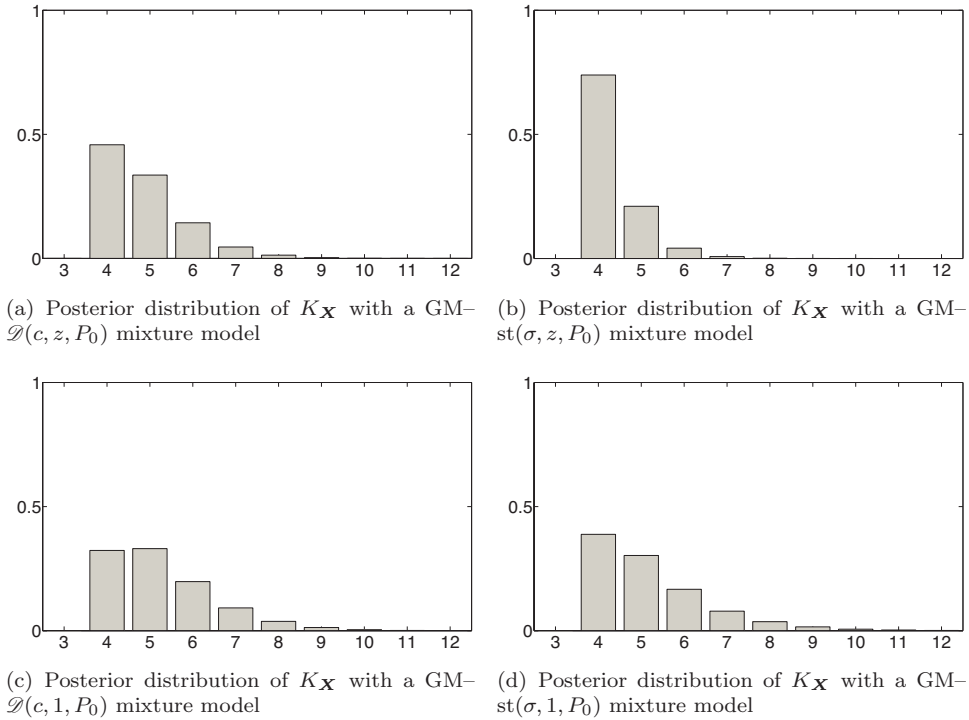 1
0.5
0
3 4 5 6 7 8 9 10 11 12
(a) Posterior distribution of K_X with a GM–
𝒟(c, z, P₀) mixture model
1
0.5
0
3 4 5 6 7 8 9 10 11 12
(b) Posterior distribution of K_X with a GM–
st(σ, z, P₀) mixture model
1
0.5
0
3 4 5 6 7 8 9 10 11 12
(c) Posterior distribution of K_X with a GM–
𝒟(c, 1, P₀) mixture model
1
0.5
0
3 4 5 6 7 8 9 10 11 12
(d) Posterior distribution of K_X with a GM–
st(σ, 1, P₀) mixture model